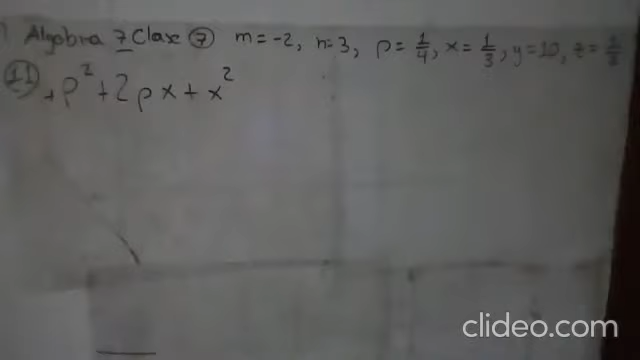 Algebra 7 Clase 7 m=-2, n=3, p=1/4, x=1/3, y=10, z=
11 +p²+2px+x²
clideo.com